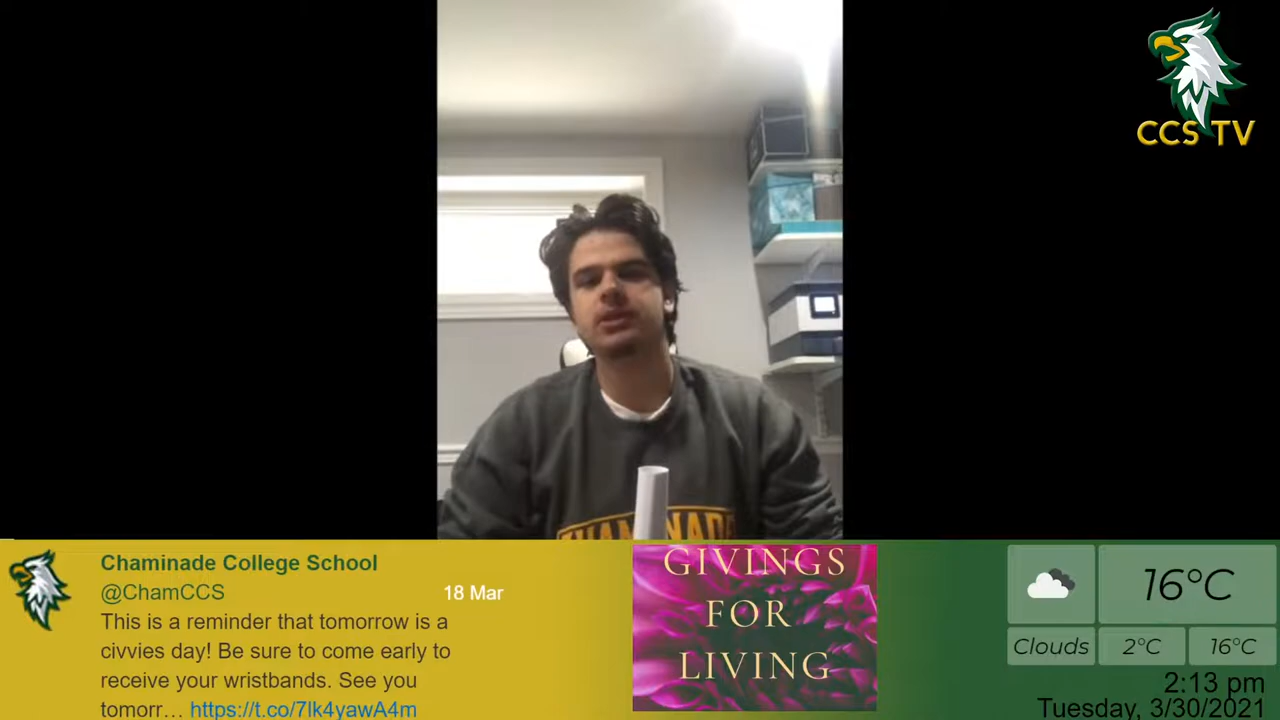 CCS TV
CHAMINADE
Chaminade College School
@ChamCCS
18 Mar
This is a reminder that tomorrow is a
civvies day! Be sure to come early to
receive your wristbands. See you
tomorr… https://t.co/7lk4yawA4m
GIVINGS
FOR
LIVING
16°C
Clouds
2°C
16°C
2:13 pm
Tuesday, 3/30/2021